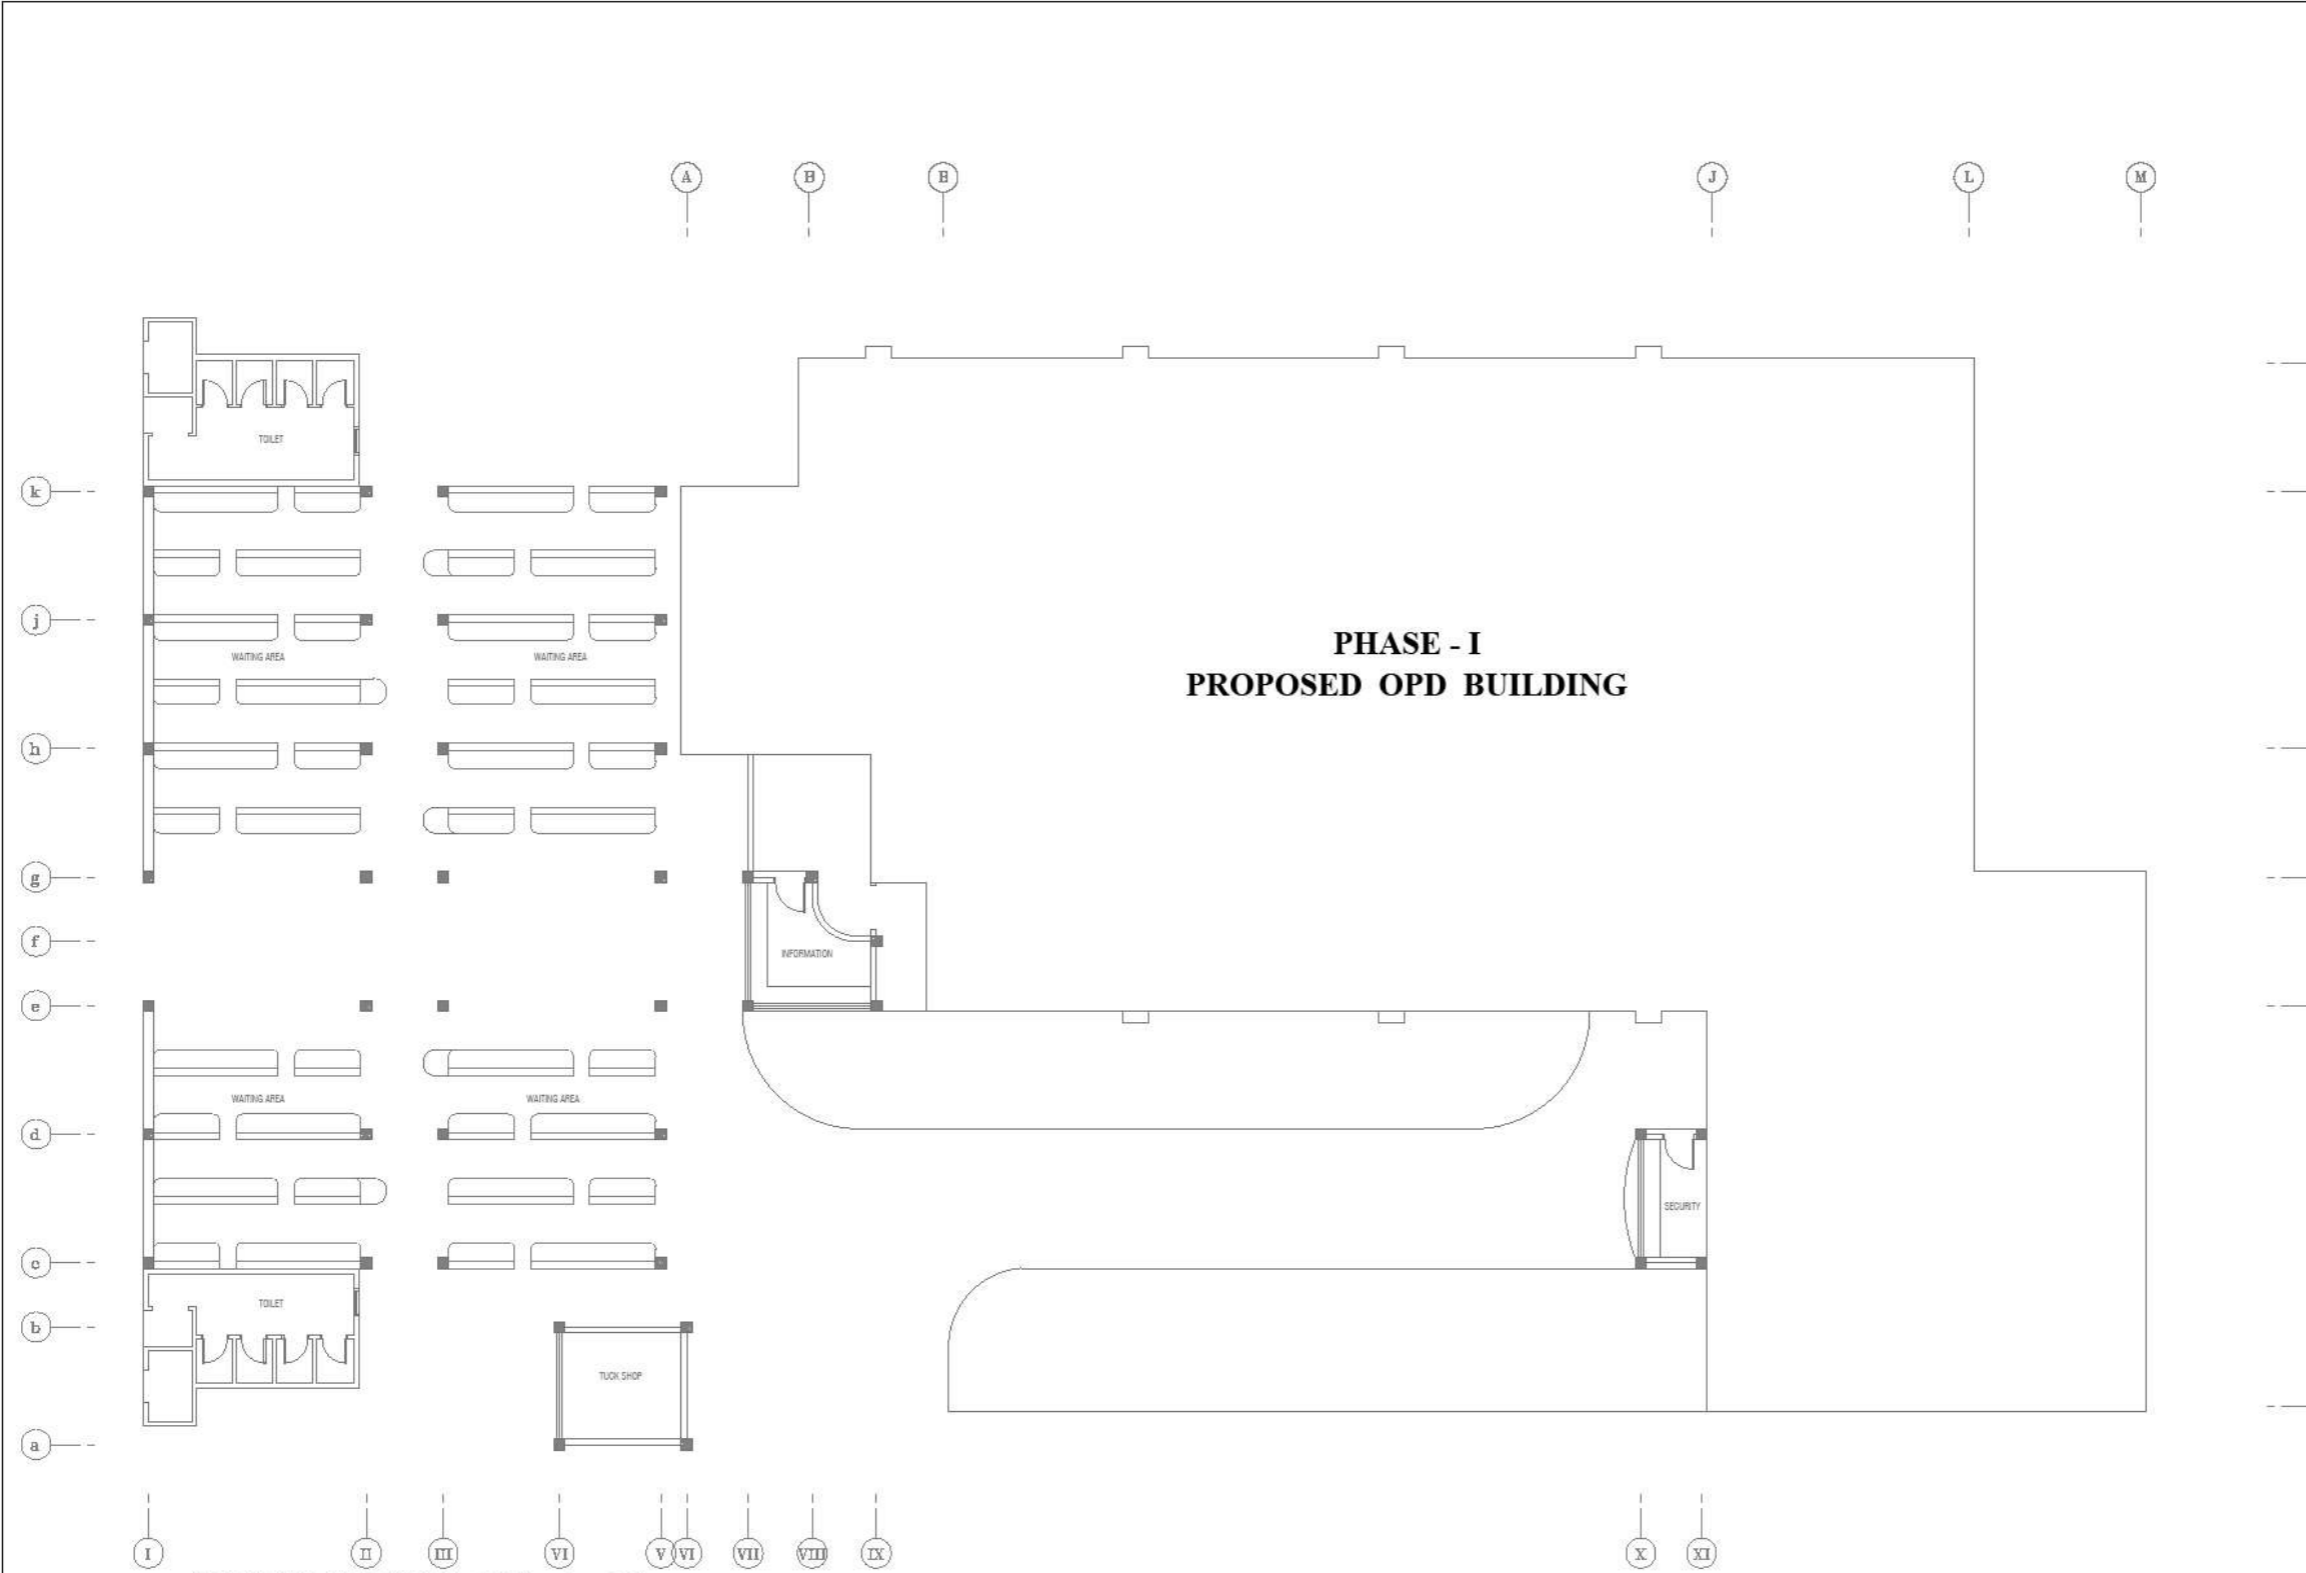 A B E J L M
TOILET
k
j
WAITING AREA WAITING AREA
PHASE - I
PROPOSED OPD BUILDING
h
g
f
INFORMATION
e
WAITING AREA WAITING AREA
d
SECURITY
c
TOILET
b
TUCK SHOP
a
I II III VI V VI VII VIII IX X XI